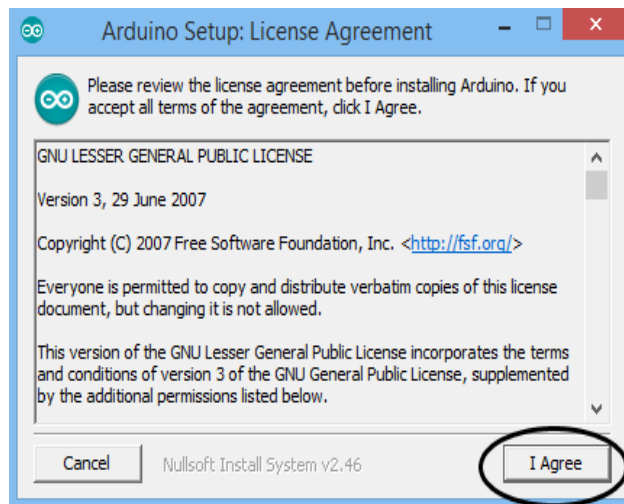 Arduino Setup: License Agreement
Please review the license agreement before installing Arduino. If you
accept all terms of the agreement, click I Agree.
GNU LESSER GENERAL PUBLIC LICENSE
Version 3, 29 June 2007
Copyright (C) 2007 Free Software Foundation, Inc. <http://fsf.org/>
Everyone is permitted to copy and distribute verbatim copies of this license
document, but changing it is not allowed.
This version of the GNU Lesser General Public License incorporates the terms
and conditions of version 3 of the GNU General Public License, supplemented
by the additional permissions listed below.
Cancel
Nullsoft Install System v2.46
I Agree